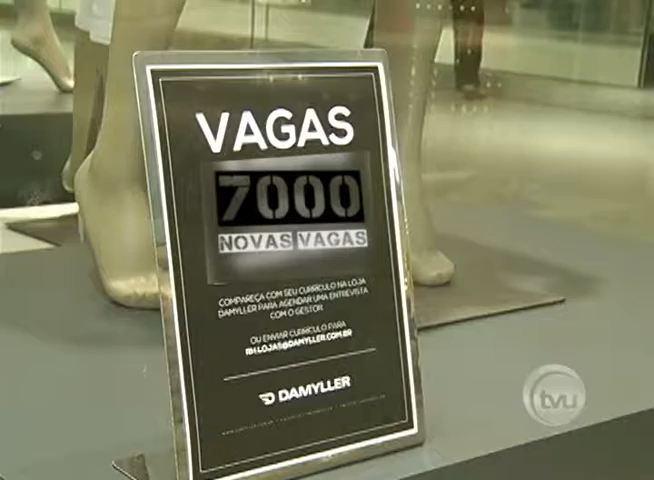 VAGAS
7000
NOVAS VAGAS
COMPAREÇA COM SEU CURRÍCULO NA LOJA
DAMYLLER PARA AGENDAR UMA ENTREVISTA
COM O GESTOR
OU ENVIAR CURRÍCULO PARA
RH.LOJAS@DAMYLLER.COM.BR
DAMYLLER
tvu